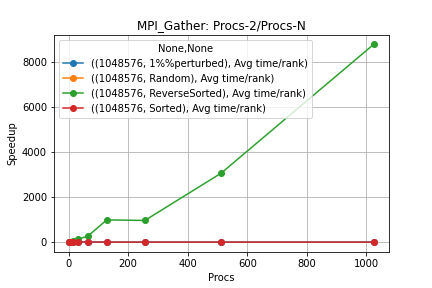 MPI_Gather: Procs-2/Procs-N
None,None
((1048576, 1%%perturbed), Avg time/rank)
((1048576, Random), Avg time/rank)
((1048576, ReverseSorted), Avg time/rank)
((1048576, Sorted), Avg time/rank)
8000
6000
4000
2000
0
Speedup
0 200 400 600 800 1000
Procs